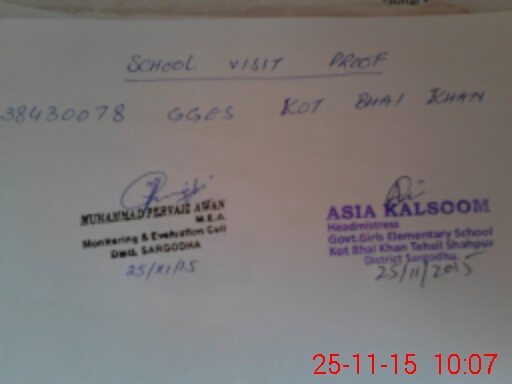 SCHOOL VISIT PROOF
38430078 GGES KOT BHAI KHAN
MUHAMMAD PERVAIZ AWAN
M.E.A.
Monitoring & Evaluation Cell
Distt. SARGODHA
25/XI/15
ASIA KALSOOM
Headmistress
Govt.Girls Elementary School
Kot Bhai Khan Tehsil Shahpur
District Sargodha.
25/11/2015
25-11-15 10:07